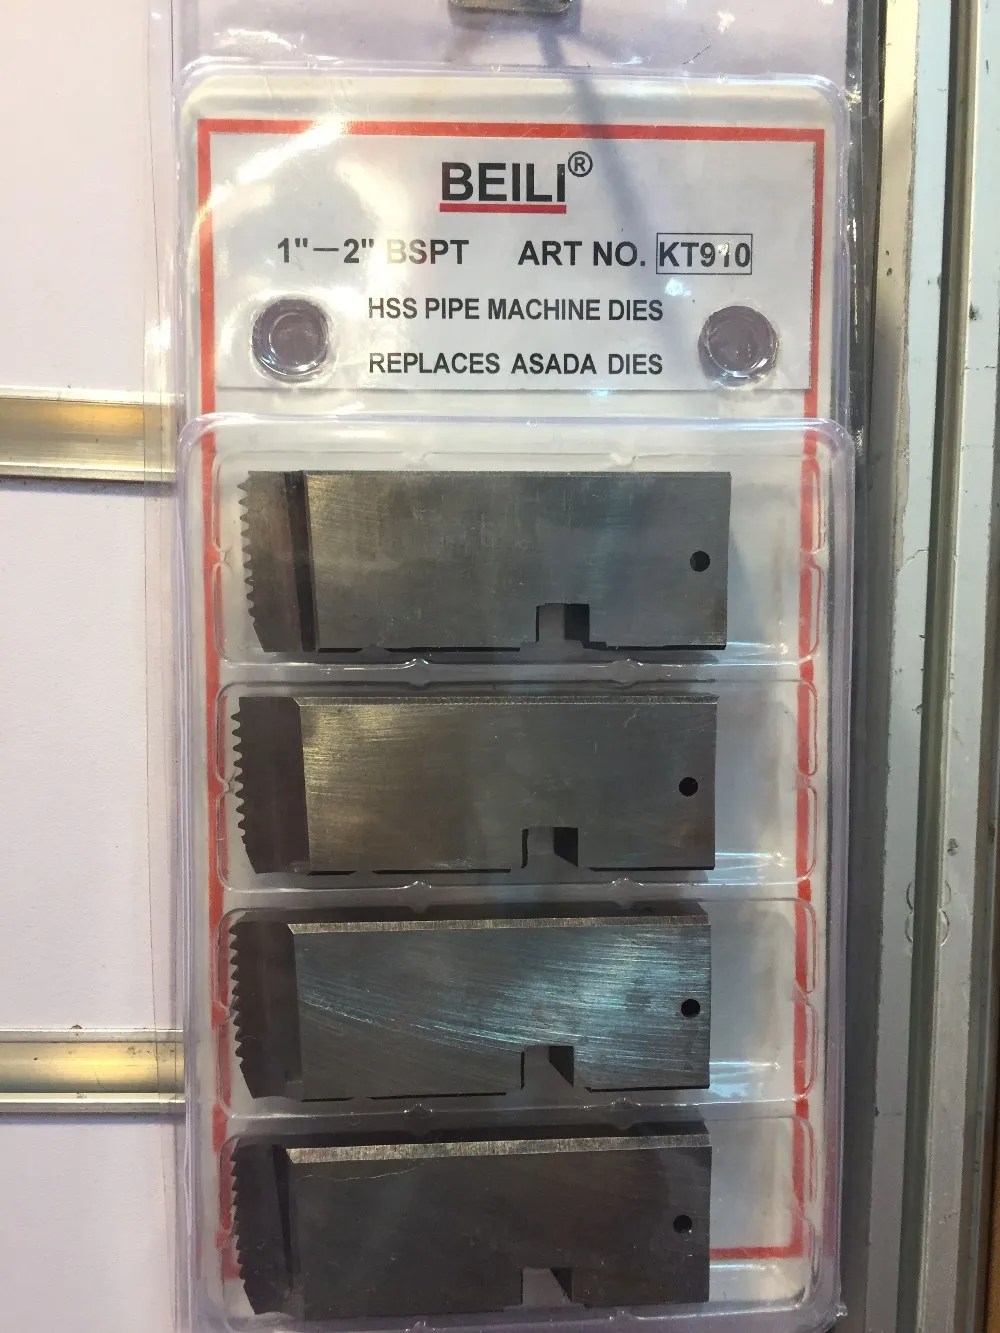 BEILI®
1"—2" BSPT ART NO. KT910
HSS PIPE MACHINE DIES
REPLACES ASADA DIES